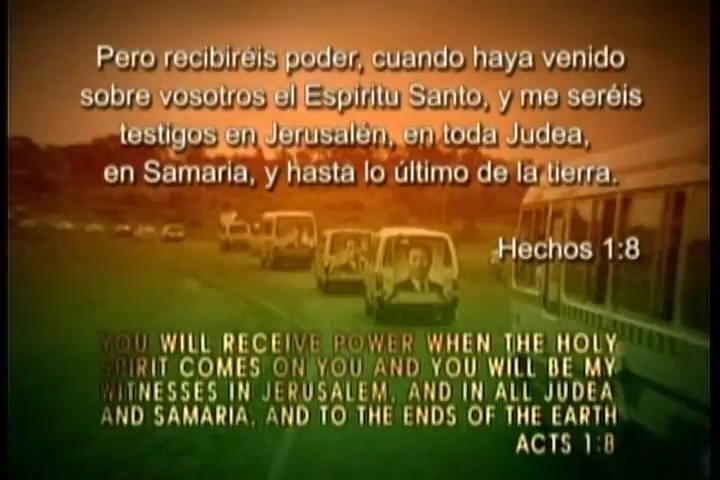 Pero recibiréis poder, cuando haya venido
sobre vosotros el Espíritu Santo, y me seréis
testigos en Jerusalén, en toda Judea,
en Samaria, y hasta lo último de la tierra.
Hechos 1:8
YOU WILL RECEIVE POWER WHEN THE HOLY
SPIRIT COMES ON YOU AND YOU WILL BE MY
WITNESSES IN JERUSALEM, AND IN ALL JUDEA
AND SAMARIA, AND TO THE ENDS OF THE EARTH
ACTS 1:8